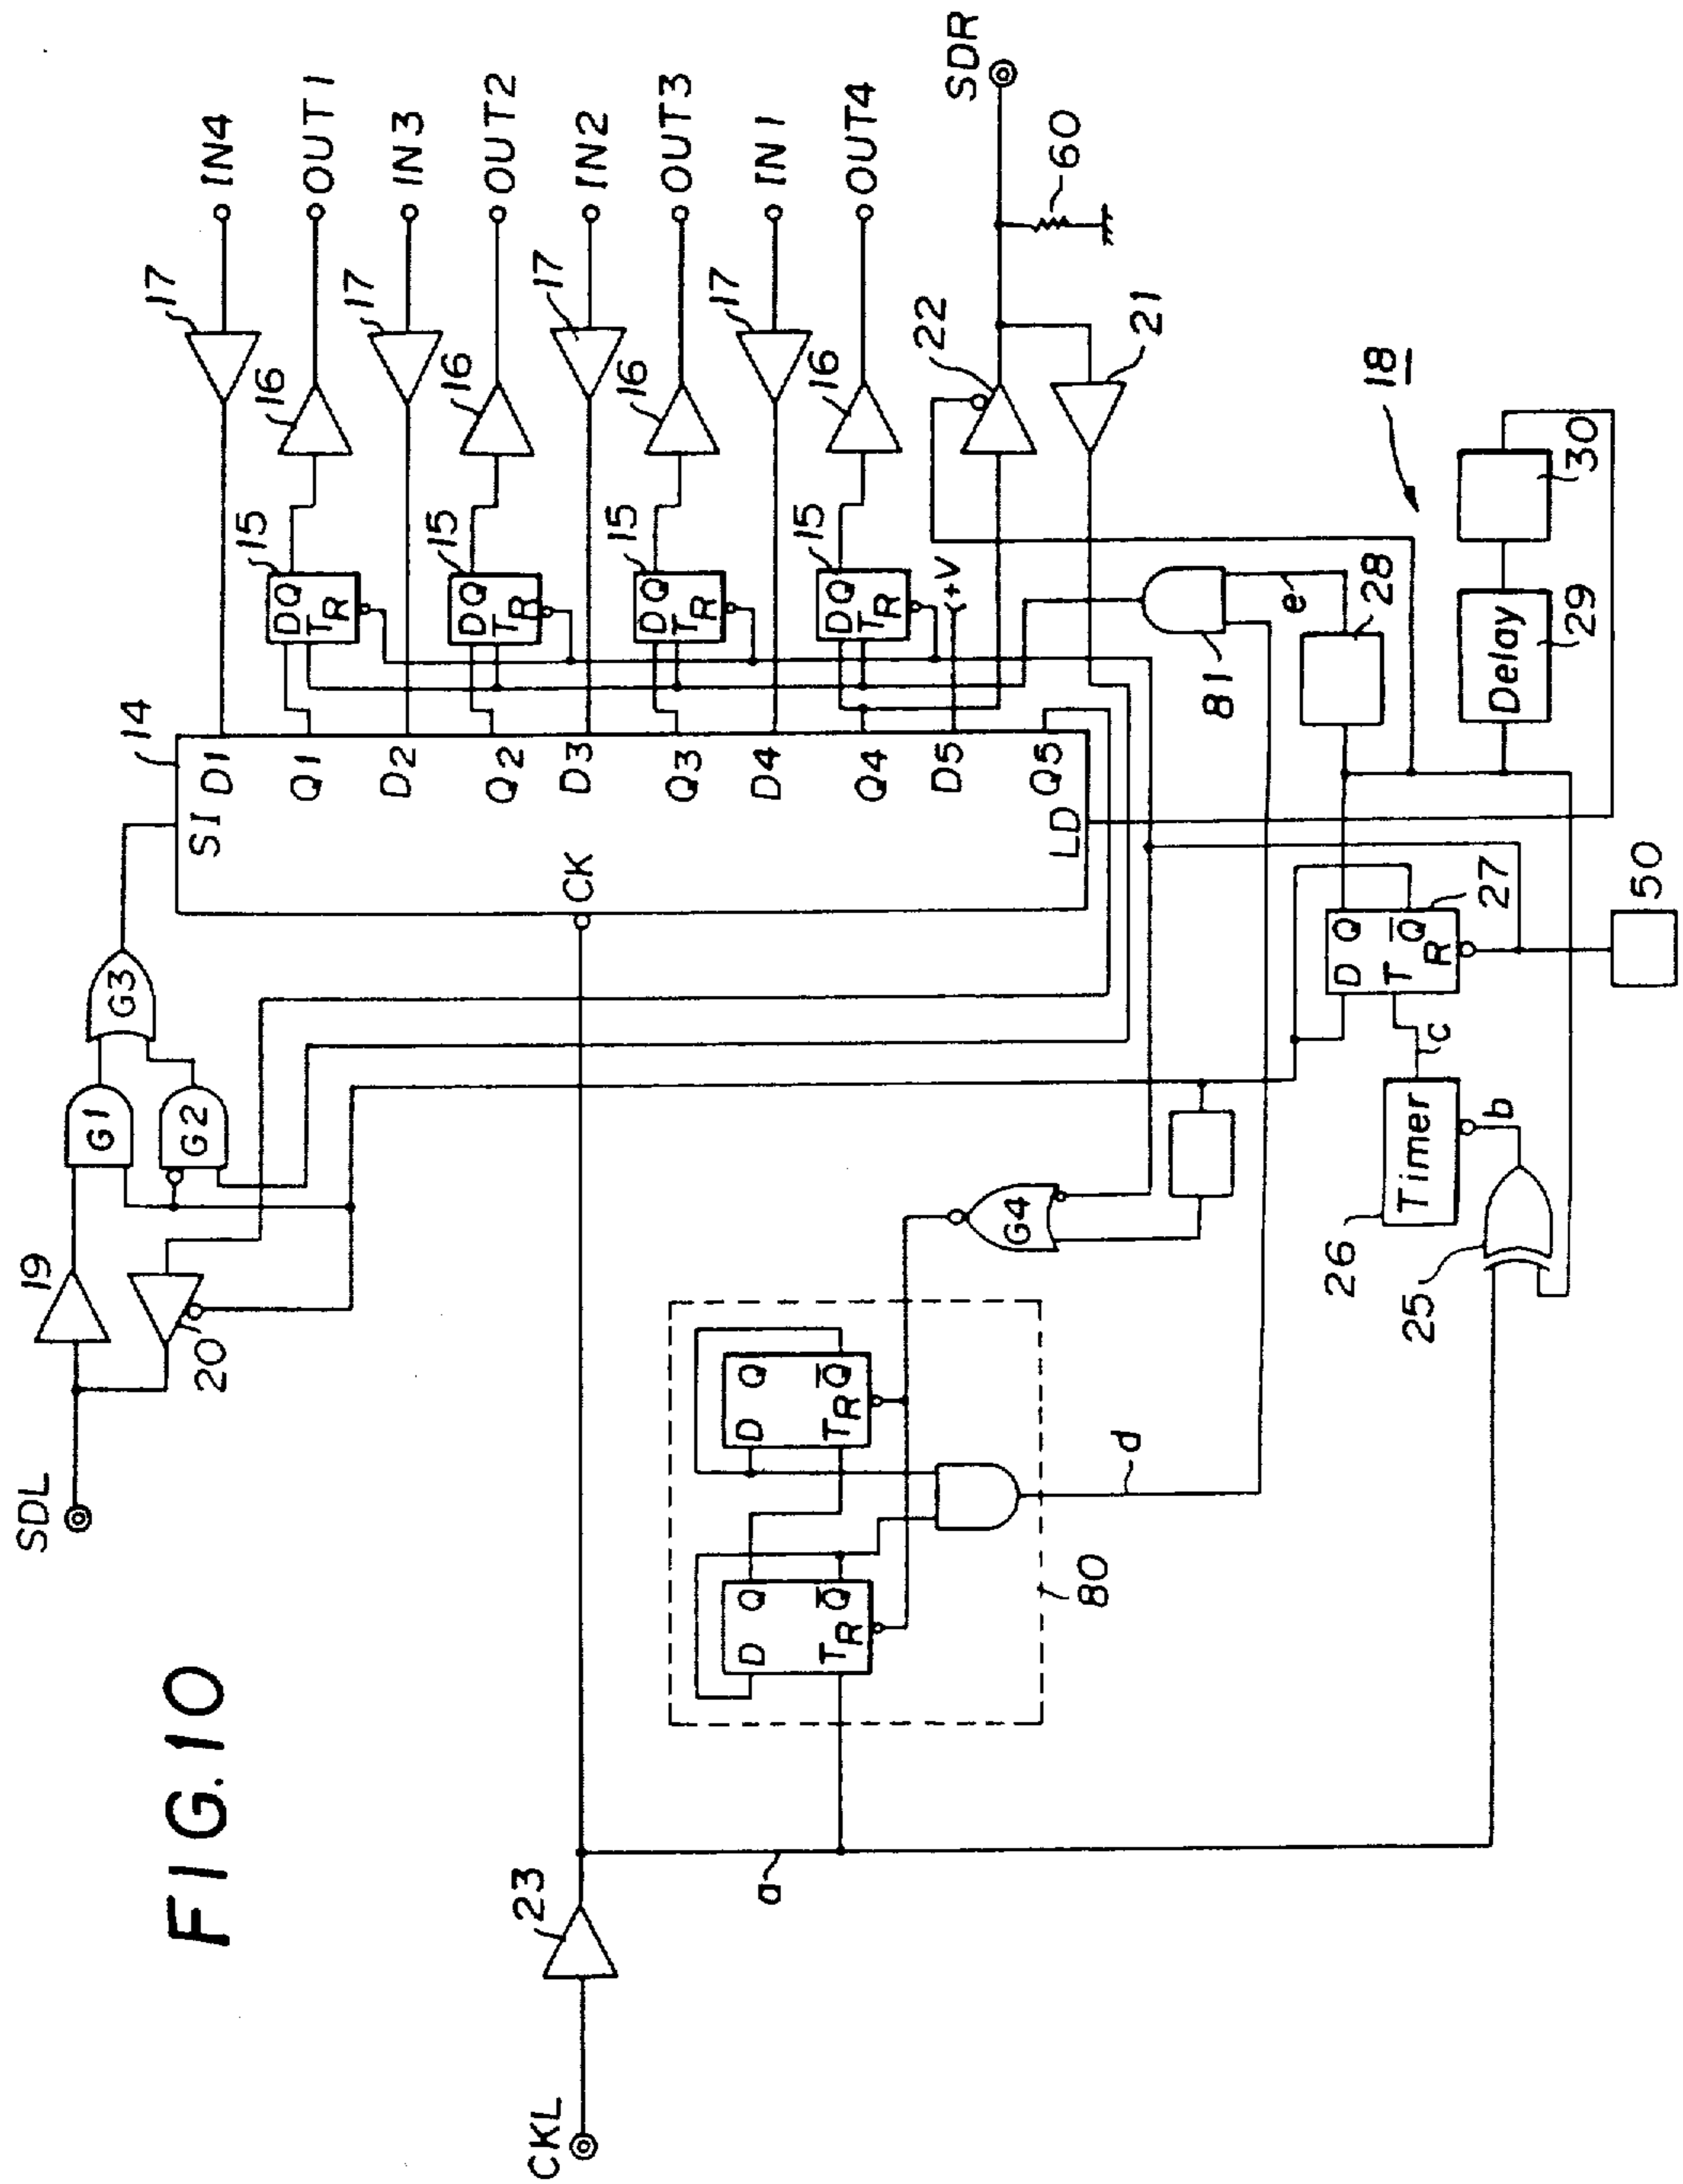 FIG.10
SDL
19
20
G1
G2
G3
SI
14
CK
D1
Q1
D2
Q2
D3
Q3
D4
Q4
D5
Q5
LD
17
IN4
15
D Q
T
R
16
OUT1
17
IN3
15
D Q
T
R
16
OUT2
17
IN2
15
D Q
T
R
16
OUT3
17
IN1
15
D Q
T
R
16
OUT4
+V
22
SDR
60
21
18
CKL
23
a
D Q
T Q̅
R
D Q
T Q̅
R
80
d
G4
81
e
28
Delay
29
30
D Q
T Q̅
R
27
50
c
26
Timer
b
25